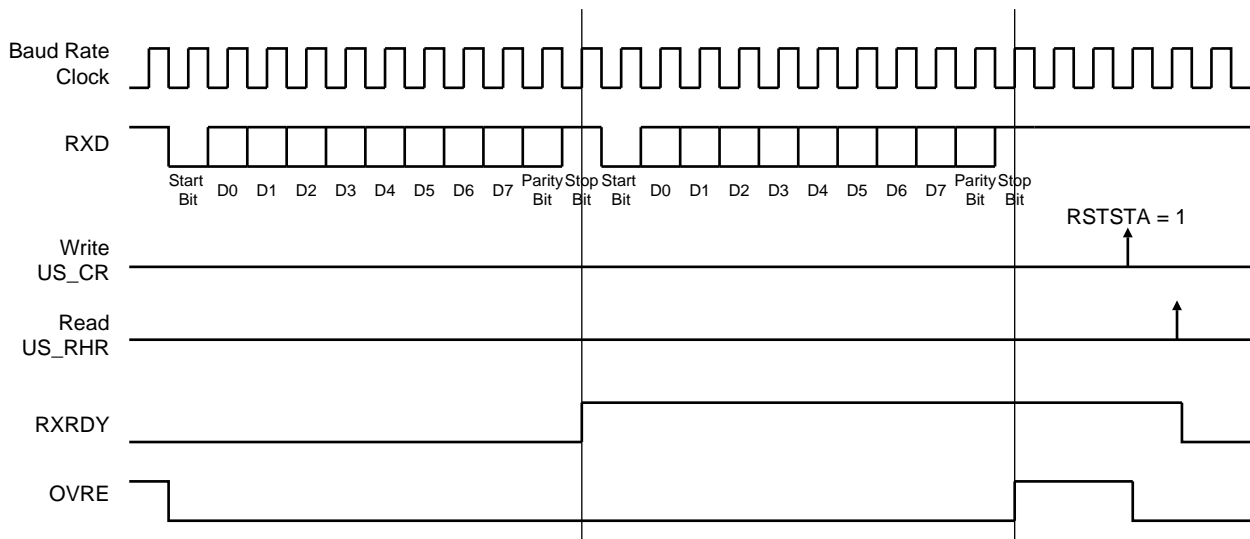 Baud Rate
Clock
RXD
Start
Bit
D0
D1
D2
D3
D4
D5
D6
D7
Parity
Bit
Stop
Bit
Start
Bit
D0
D1
D2
D3
D4
D5
D6
D7
Parity
Bit
Stop
Bit
RSTSTA = 1
Write
US_CR
Read
US_RHR
RXRDY
OVRE